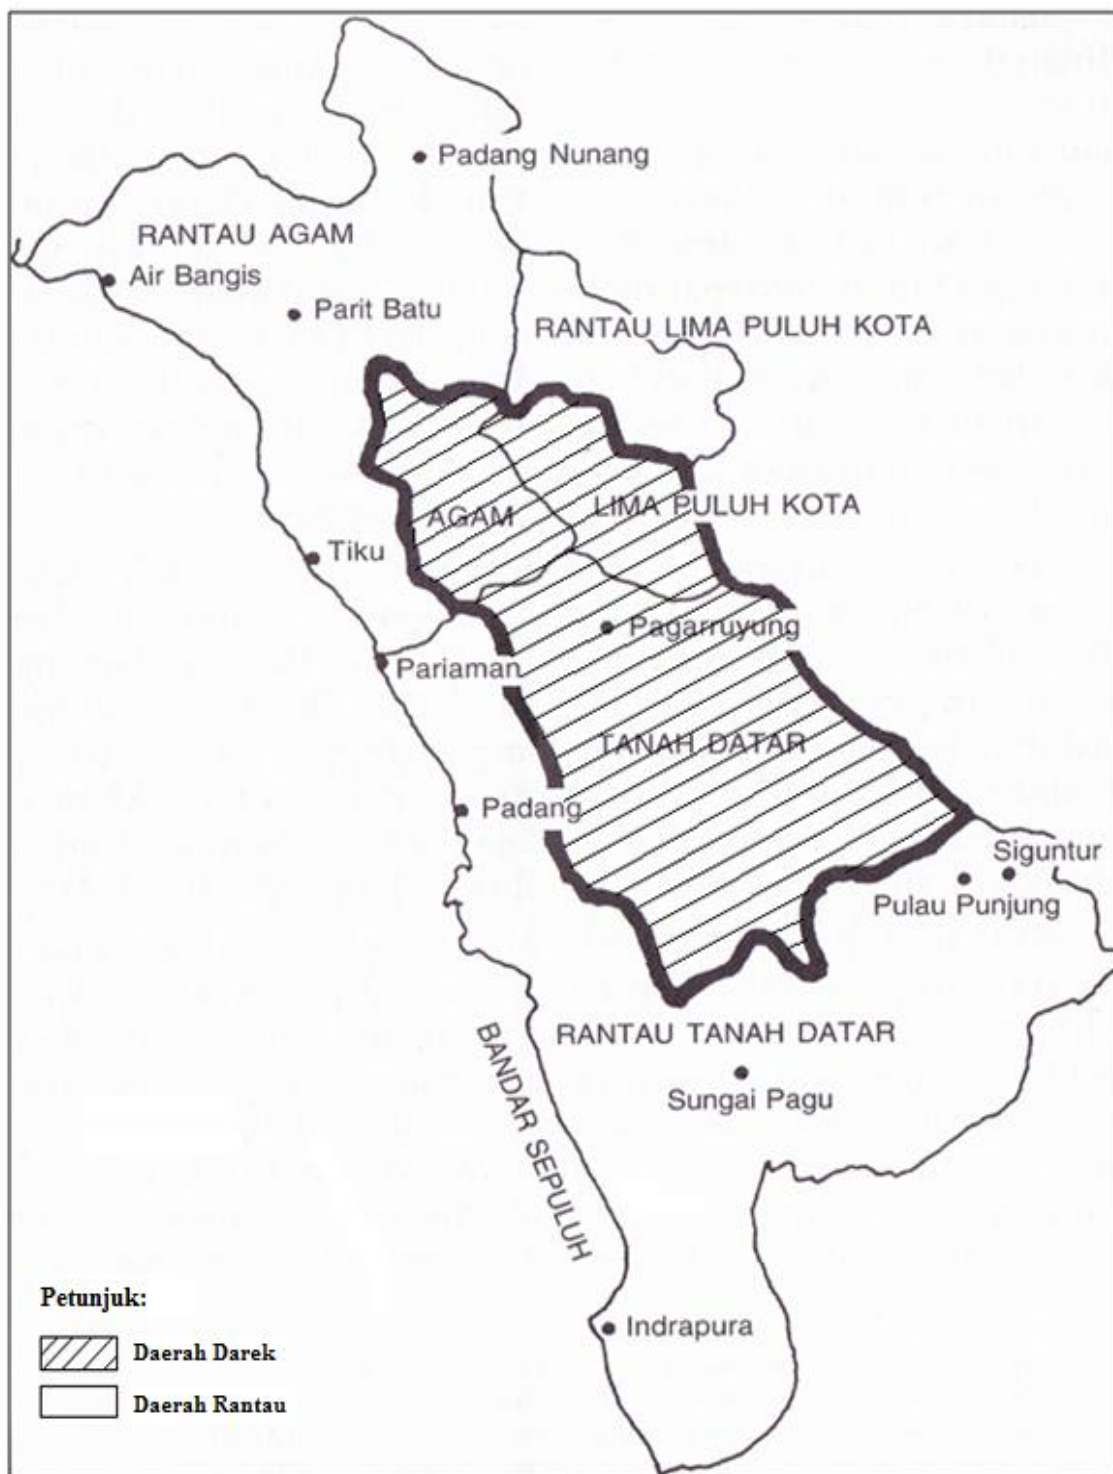 Padang Nunang
RANTAU AGAM
Air Bangis
Parit Batu
RANTAU LIMA PULUH KOTA
AGAM
LIMA PULUH KOTA
Tiku
Pagarruyung
Pariaman
TANAH DATAR
Padang
Siguntur
Pulau Punjung
RANTAU TANAH DATAR
Sungai Pagu
BANDAR SEPULUH
Indrapura
Petunjuk:
Daerah Darek
Daerah Rantau